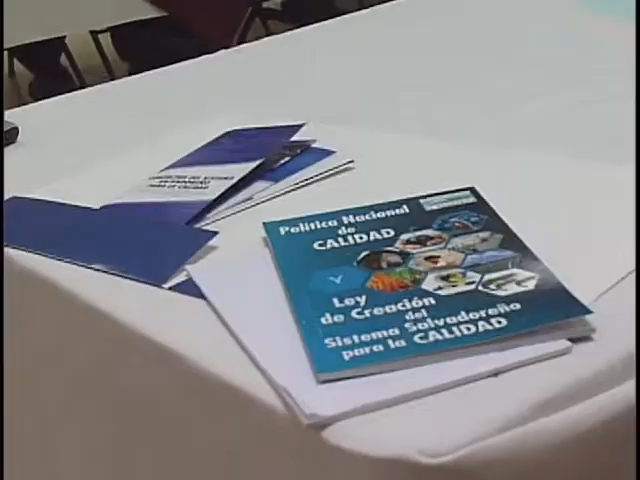 Política Nacional
de
CALIDAD
Y
Ley
de Creación
del
Sistema Salvadoreño
para la CALIDAD